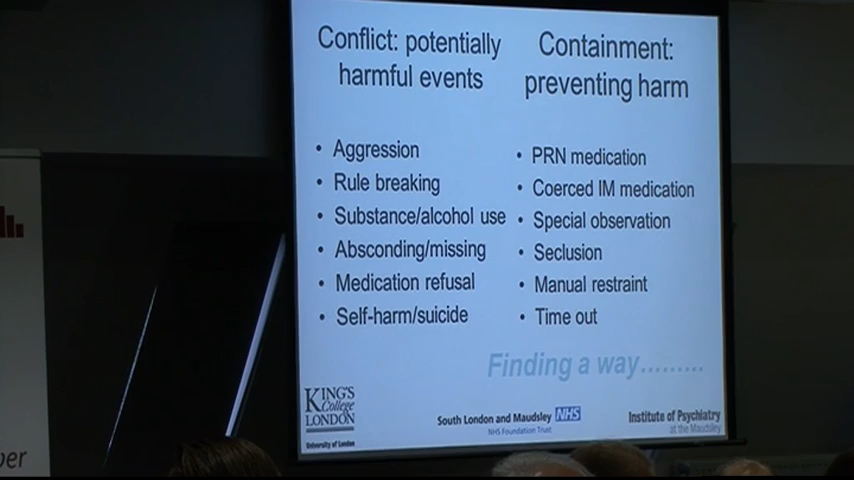 Conflict: potentially
harmful events
• Aggression
• Rule breaking
• Substance/alcohol use
• Absconding/missing
• Medication refusal
• Self-harm/suicide
Containment:
preventing harm
• PRN medication
• Coerced IM medication
• Special observation
• Seclusion
• Manual restraint
• Time out
Finding a way.........
KING'S
College
LONDON
University of London
South London and Maudsley NHS
NHS Foundation Trust
Institute of Psychiatry
at the Maudsley